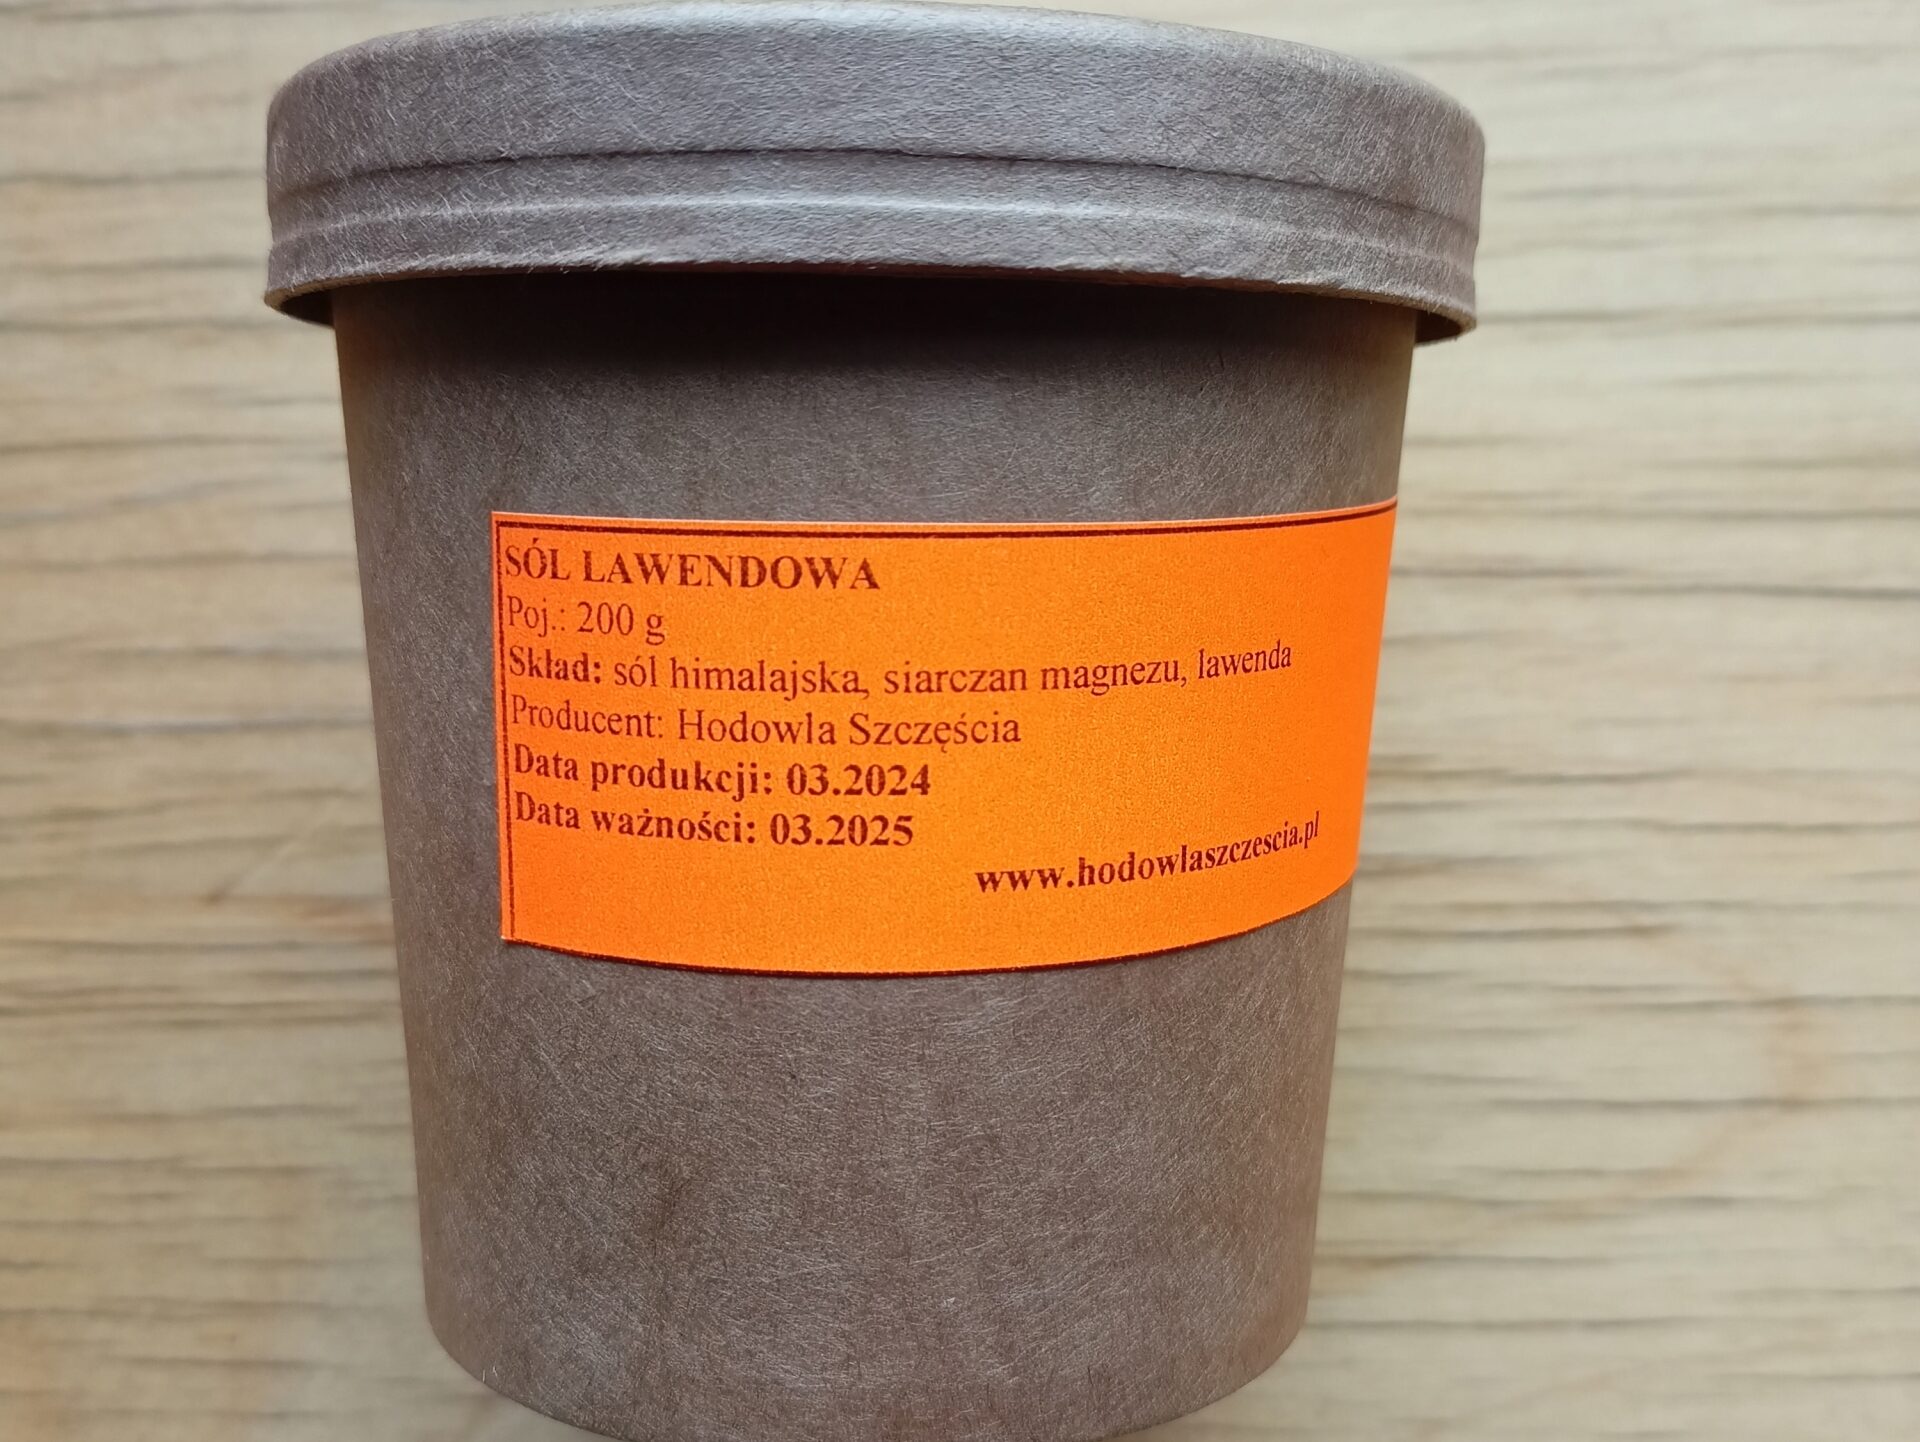 SÓL LAWENDOWA
Poj.: 200 g
Skład: sól himalajska, siarczan magnezu, lawenda
Producent: Hodowla Szczęścia
Data produkcji: 03.2024
Data ważności: 03.2025
www.hodowlaszczescia.pl